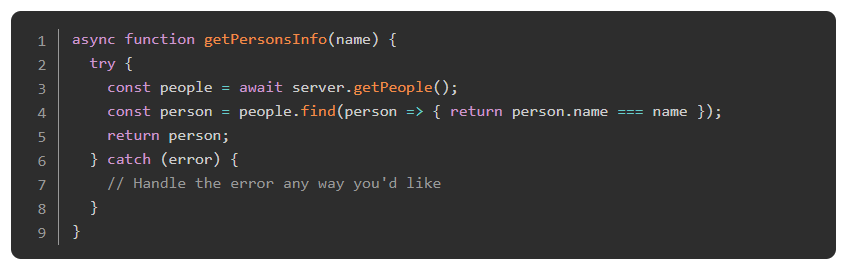 1 async function getPersonsInfo(name) {
2   try {
3     const people = await server.getPeople();
4     const person = people.find(person => { return person.name === name });
5     return person;
6   } catch (error) {
7     // Handle the error any way you'd like
8   }
9 }